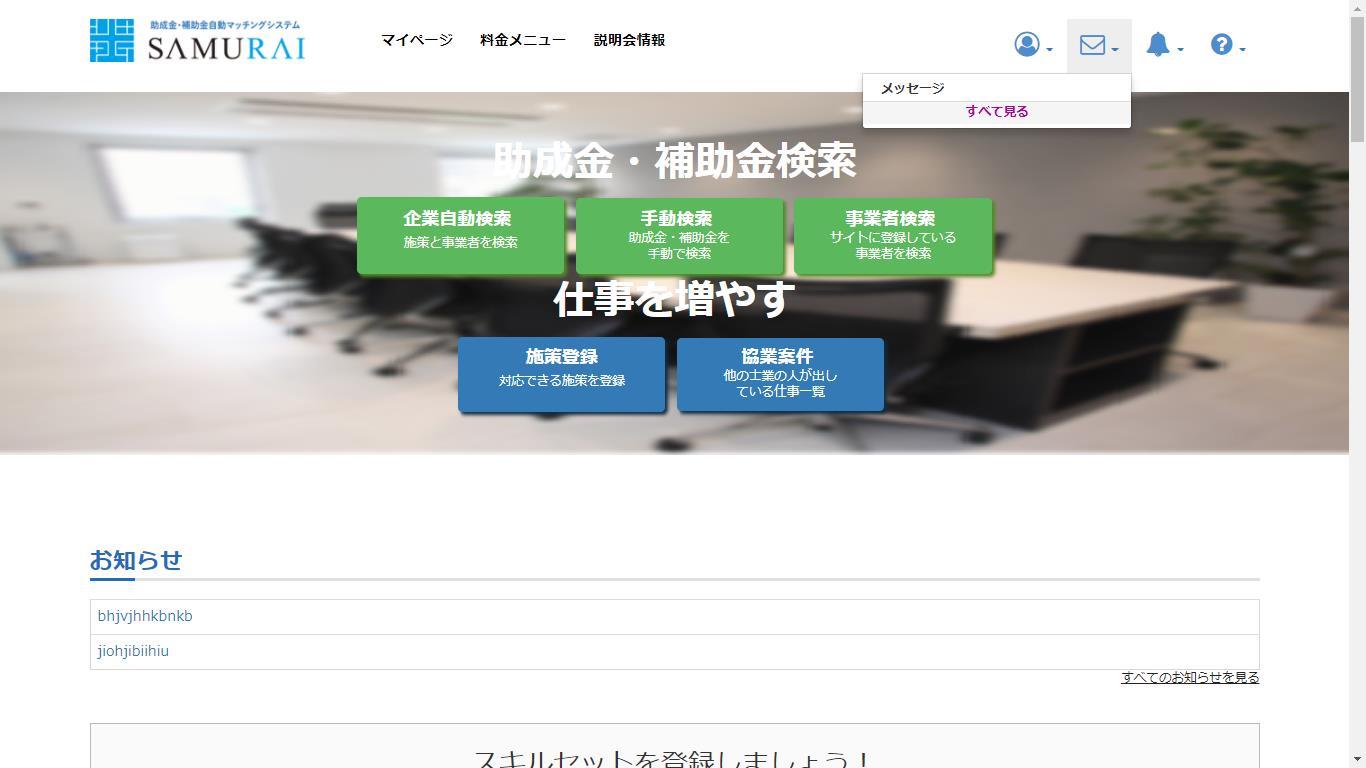 助成金・補助金自動マッチングシステム
SAMURAI
マイページ 料金メニュー 説明会情報
メッセージ
すべて見る
助成金・補助金検索
企業自動検索
施策と事業者を検索
手動検索
助成金・補助金を
手動で検索
事業者検索
サイトに登録している
事業者を検索
仕事を増やす
施策登録
対応できる施策を登録
協業案件
他の士業の人が出し
ている仕事一覧
お知らせ
bhjvjhhkbnkb
jiohjibiihiu
すべてのお知らせを見る
スキルセットを登録しましょう！